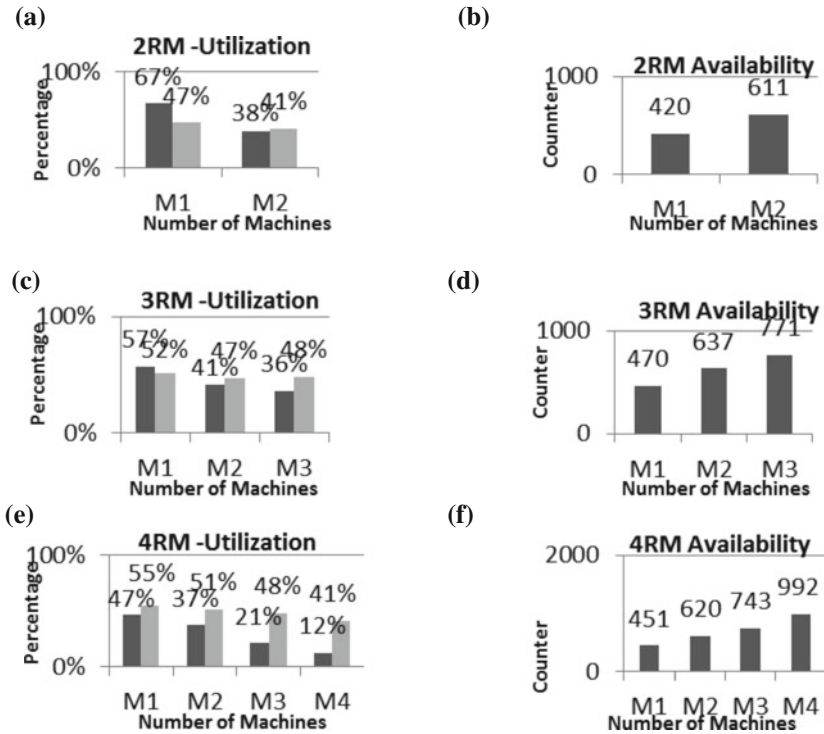 (a)
2RM -Utilization
100%
67%
47%
38%
41%
0%
Percentage
M1 M2
Number of Machines
(b)
2RM Availability
1000
420
611
0
Counnter
M1 M2
Number of Machines
(c)
3RM -Utilization
100%
57%
52%
41%
47%
36%
48%
0%
Percentage
M1 M2 M3
Number of Machines
(d)
3RM Availability
1000
470
637
771
0
Counter
M1 M2 M3
Number of Machines
(e)
4RM -Utilization
100%
47%
55%
37%
51%
21%
48%
12%
41%
0%
Percentage
M1 M2 M3 M4
Number of Machines
(f)
4RM Availability
2000
451
620
743
992
0
Counter
M1 M2 M3 M4
Number of Machines